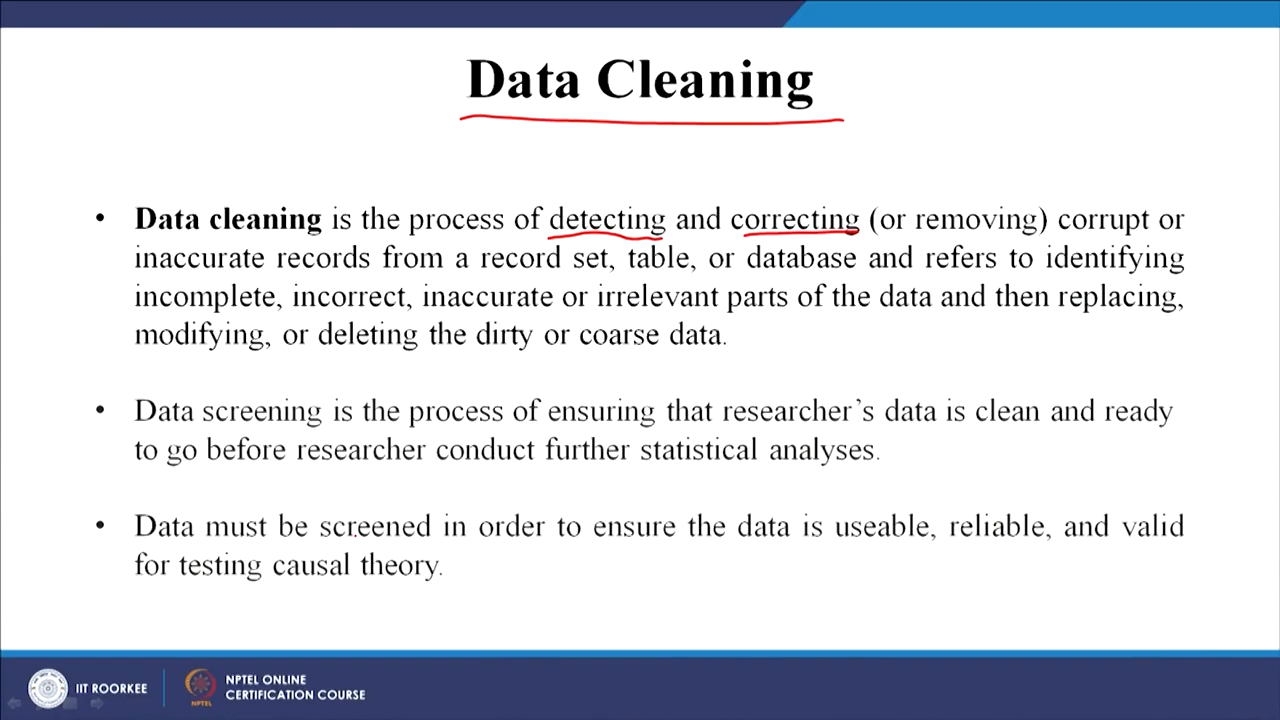 Data Cleaning
• Data cleaning is the process of detecting and correcting (or removing) corrupt or
inaccurate records from a record set, table, or database and refers to identifying
incomplete, incorrect, inaccurate or irrelevant parts of the data and then replacing,
modifying, or deleting the dirty or coarse data.
• Data screening is the process of ensuring that researcher’s data is clean and ready
to go before researcher conduct further statistical analyses.
• Data must be screened in order to ensure the data is useable, reliable, and valid
for testing causal theory.
IIT ROORKEE
NPTEL
NPTEL ONLINE
CERTIFICATION COURSE